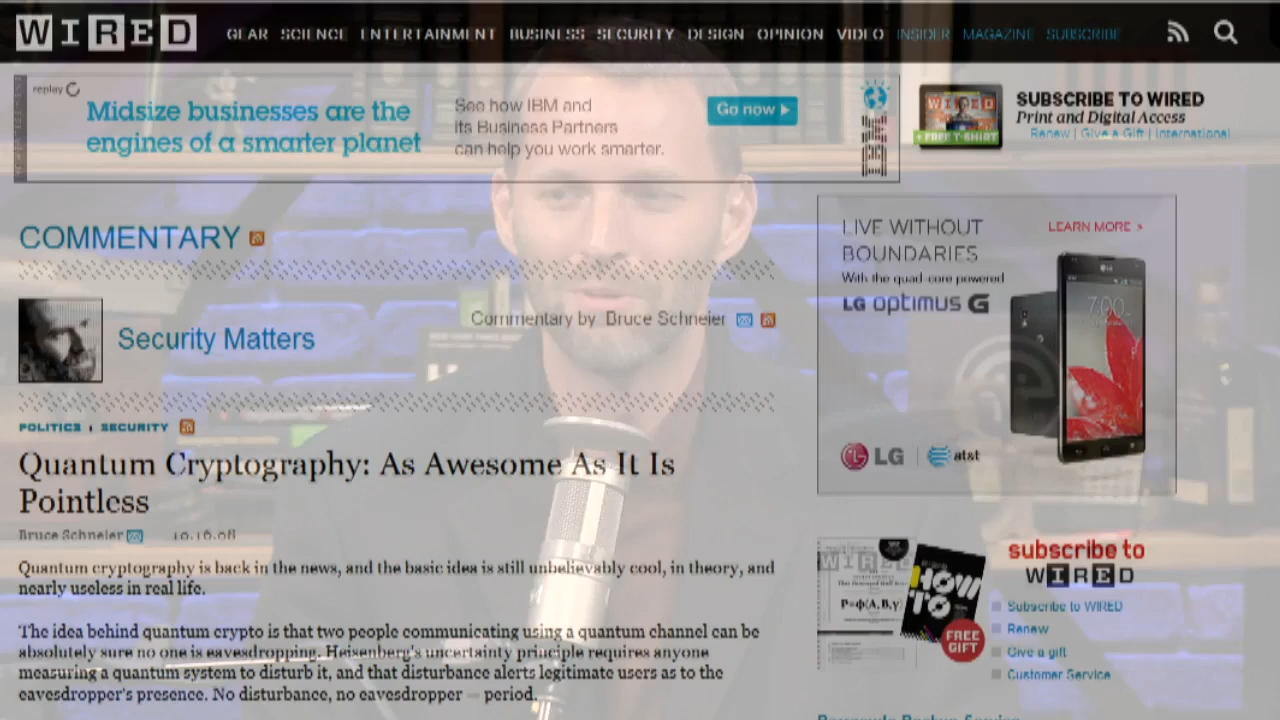 WIRED
GEAR SCIENCE ENTERTAINMENT BUSINESS SECURITY DESIGN OPINION VIDEO INSIDER MAGAZINE SUBSCRIBE
replay
Midsize businesses are the
engines of a smarter planet
See how IBM and
its Business Partners
can help you work smarter.
Go now
IBM
WIRED
+ FREE T-SHIRT
SUBSCRIBE TO WIRED
Print and Digital Access
Renew | Give a Gift | International
COMMENTARY
Security Matters
Commentary by Bruce Schneier
POLITICS : SECURITY
Quantum Cryptography: As Awesome As It Is
Pointless
Bruce Schneier 10.16.08
Quantum cryptography is back in the news, and the basic idea is still unbelievably cool, in theory, and
nearly useless in real life.
The idea behind quantum crypto is that two people communicating using a quantum channel can be
absolutely sure no one is eavesdropping. Heisenberg's uncertainty principle requires anyone
measuring a quantum system to disturb it, and that disturbance alerts legitimate users as to the
eavesdropper's presence. No disturbance, no eavesdropper — period.
LIVE WITHOUT
BOUNDARIES
LEARN MORE >
With the quad-core powered
LG optimus G
LG
7:00
LG
at&t
WIRED
P=φ(A,B,γ)
HOW
TO
FREE
GIFT
subscribe to
WIRED
Subscribe to WIRED
Renew
Give a gift
Customer Service